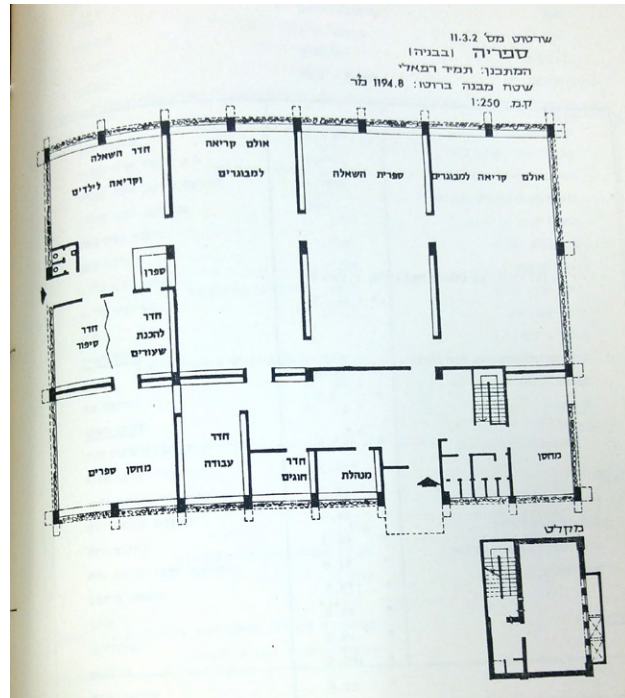 שרטוט מס' 11.3.2
ספריה (בבניה)
המתכנן: תמיר רפאלי
שטח מבנה ברוטו: 1194.8 מ"ר
ק.מ. 1:250
חדר השאלה
וקריאה לילדים
אולם קריאה
למבוגרים
ספרית השאלה
אולם קריאה למבוגרים
ספרן
חדר
סיפור
חדר
להכנת
שעורים
מחסן ספרים
חדר
עבודה
חדר
חוגים
מנהלת
מחסן
מקלט